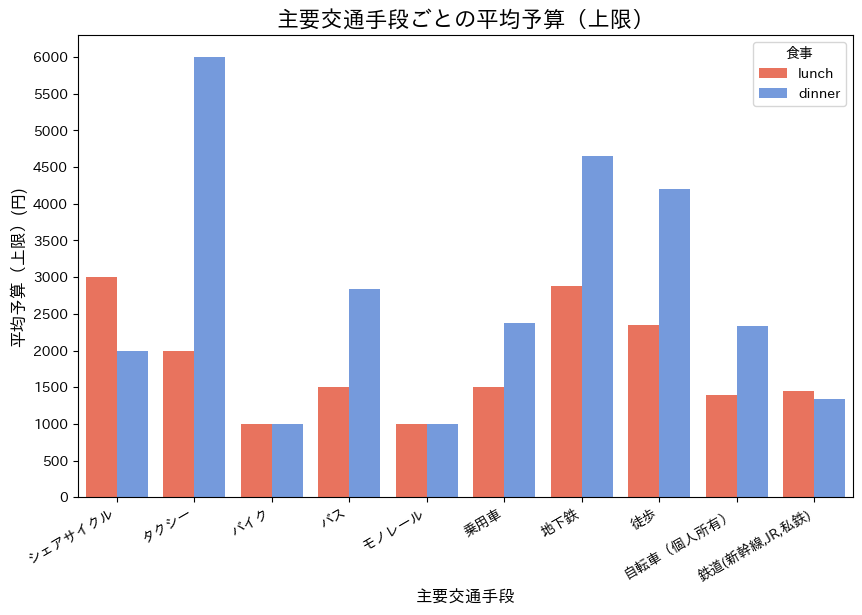 主要交通手段ごとの平均予算（上限）
食事
lunch
dinner
平均予算（上限）(円)
6000
5500
5000
4500
4000
3500
3000
2500
2000
1500
1000
500
0
シェアサイクル
タクシー
バイク
バス
モノレール
乗用車
地下鉄
徒歩
自転車（個人所有）
鉄道(新幹線,JR,私鉄)
主要交通手段